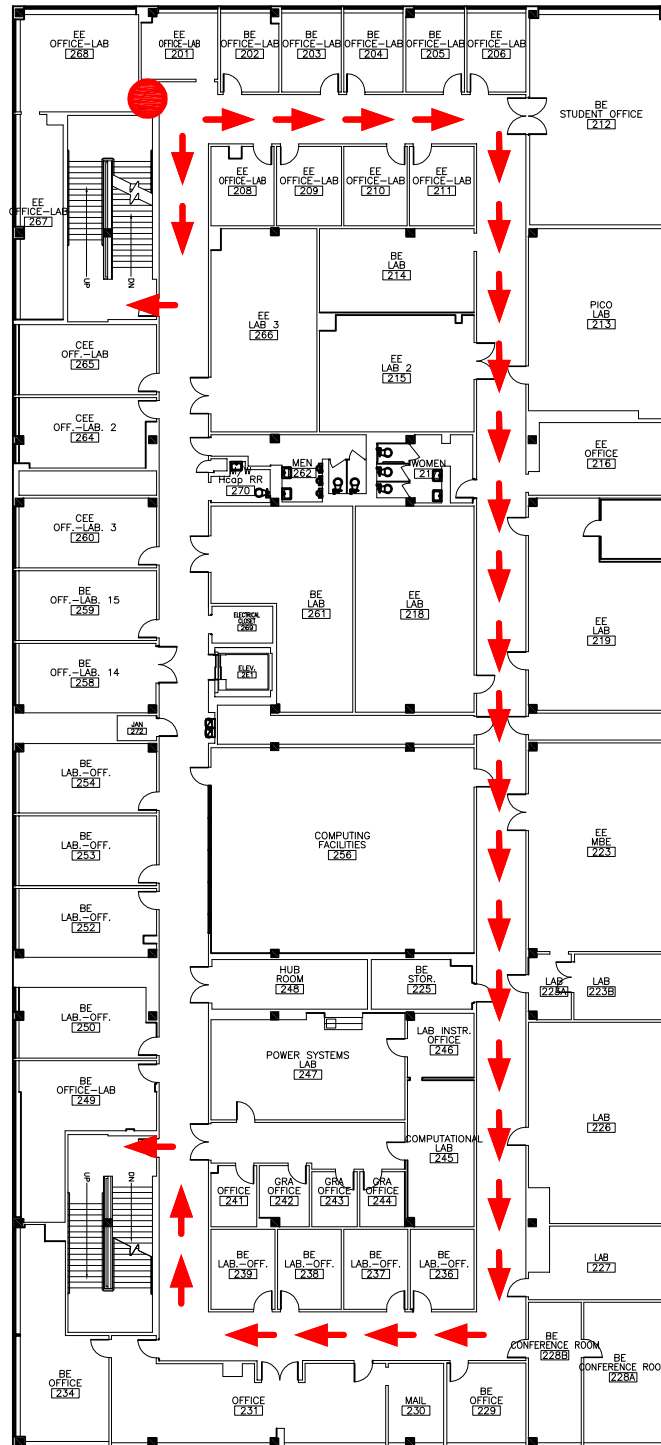 EE
OFFICE-LAB
268
EE
OFFICE-LAB
201
BE
OFFICE-LAB
202
BE
OFFICE-LAB
203
BE
OFFICE-LAB
204
BE
OFFICE-LAB
205
EE
OFFICE-LAB
206
BE
STUDENT OFFICE
212
EE
OFFICE-LAB
267
UP
DN
EE
OFFICE-LAB
208
EE
OFFICE-LAB
209
EE
OFFICE-LAB
210
EE
OFFICE-LAB
211
BE
LAB
214
EE
LAB 3
266
PICO
LAB
213
CEE
OFF.-LAB
265
EE
LAB 2
215
CEE
OFF.-LAB. 2
264
EE
OFFICE
216
M/W
Hcap RR
270
MEN
262
WOMEN
CEE
OFF.-LAB. 3
260
BE
OFF.-LAB. 15
259
BE
LAB
261
EE
LAB
218
EE
LAB
219
ELECTRICAL
CLOSET
269
BE
OFF.-LAB. 14
258
ELEV.
2E1
JAN
272
BE
LAB.-OFF.
254
COMPUTING
FACILITIES
256
EE
MBE
223
BE
LAB.-OFF.
253
BE
LAB.-OFF.
252
HUB
ROOM
248
BE
STOR.
225
LAB
223A
LAB
223B
BE
LAB.-OFF.
250
POWER SYSTEMS
LAB
247
LAB INSTR.
OFFICE
246
BE
OFFICE-LAB
249
LAB
226
COMPUTATIONAL
LAB
245
UP
DN
OFFICE
241
GRA
OFFICE
242
GRA
OFFICE
243
GRA
OFFICE
244
BE
LAB.-OFF.
239
BE
LAB.-OFF.
238
BE
LAB.-OFF.
237
BE
LAB.-OFF.
236
LAB
227
BE
OFFICE
234
OFFICE
231
MAIL
230
BE
OFFICE
229
BE
CONFERENCE ROOM
228B
BE
CONFERENCE ROOM
228A